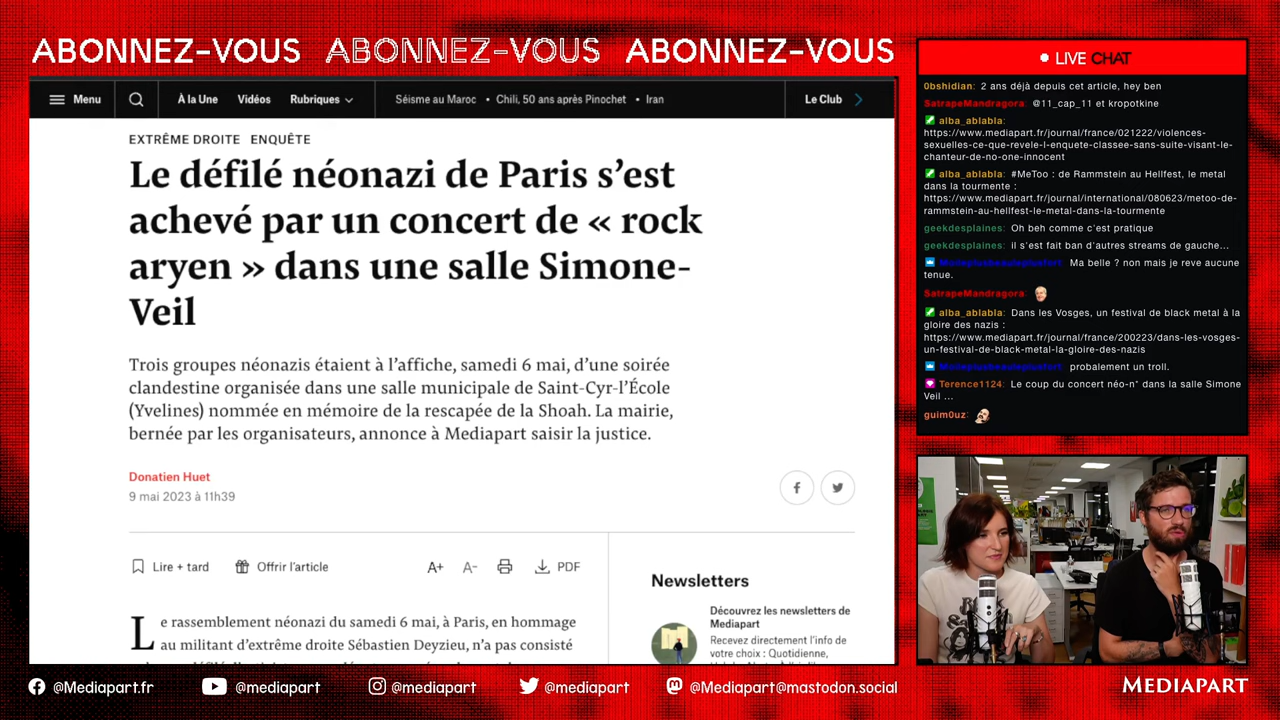 ABONNEZ-VOUS ABONNEZ-VOUS ABONNEZ-VOUS
Menu
À la Une Vidéos Rubriques
Séisme au Maroc • Chili, 50 ans après Pinochet • Iran
Le Club
EXTRÊME DROITE ENQUÊTE
Le défilé néonazi de Paris s’est
achevé par un concert de « rock
aryen » dans une salle Simone-
Veil
Trois groupes néonazis étaient à l’affiche, samedi 6 mai, d’une soirée
clandestine organisée dans une salle municipale de Saint-Cyr-l’École
(Yvelines) nommée en mémoire de la rescapée de la Shoah. La mairie,
bernée par les organisateurs, annonce à Mediapart saisir la justice.
Donatien Huet
9 mai 2023 à 11h39
Lire + tard Offrir l’article A+ A- PDF
Le rassemblement néonazi du samedi 6 mai, à Paris, en hommage
au militant d’extrême droite Sébastien Deyzieu, n’a pas consisté
Newsletters
Découvrez les newsletters de
Mediapart
Recevez directement l’info de
votre choix : Quotidienne,
LIVE CHAT
0bshidian: 2 ans déjà depuis cet article, hey ben
SatrapeMandragora: @11_cap_11 et kropotkine
alba_ablabla:
https://www.mediapart.fr/journal/france/021222/violences-
sexuelles-ce-que-revele-l-enquete-classee-sans-suite-visant-le-
chanteur-de-no-one-innocent
alba_ablabla: #MeToo : de Rammstein au Hellfest, le metal
dans la tourmente :
https://www.mediapart.fr/journal/international/080623/metoo-de-
rammstein-au-hellfest-le-metal-dans-la-tourmente
geekdesplaines: Oh beh comme c’est pratique
geekdesplaines: il s’est fait ban d’autres streams de gauche...
Ma belle ? non mais je reve aucune
tenue.
SatrapeMandragora:
alba_ablabla: Dans les Vosges, un festival de black metal à la
gloire des nazis :
https://www.mediapart.fr/journal/france/200223/dans-les-vosges-
un-festival-de-black-metal-la-gloire-des-nazis
probalement un troll.
Terence1124: Le coup du concert néo-n* dans la salle Simone
Veil ...
guim0uz:
@Mediapart.fr @mediapart @mediapart @mediapart @Mediapart@mastodon.social
MEDIAPART